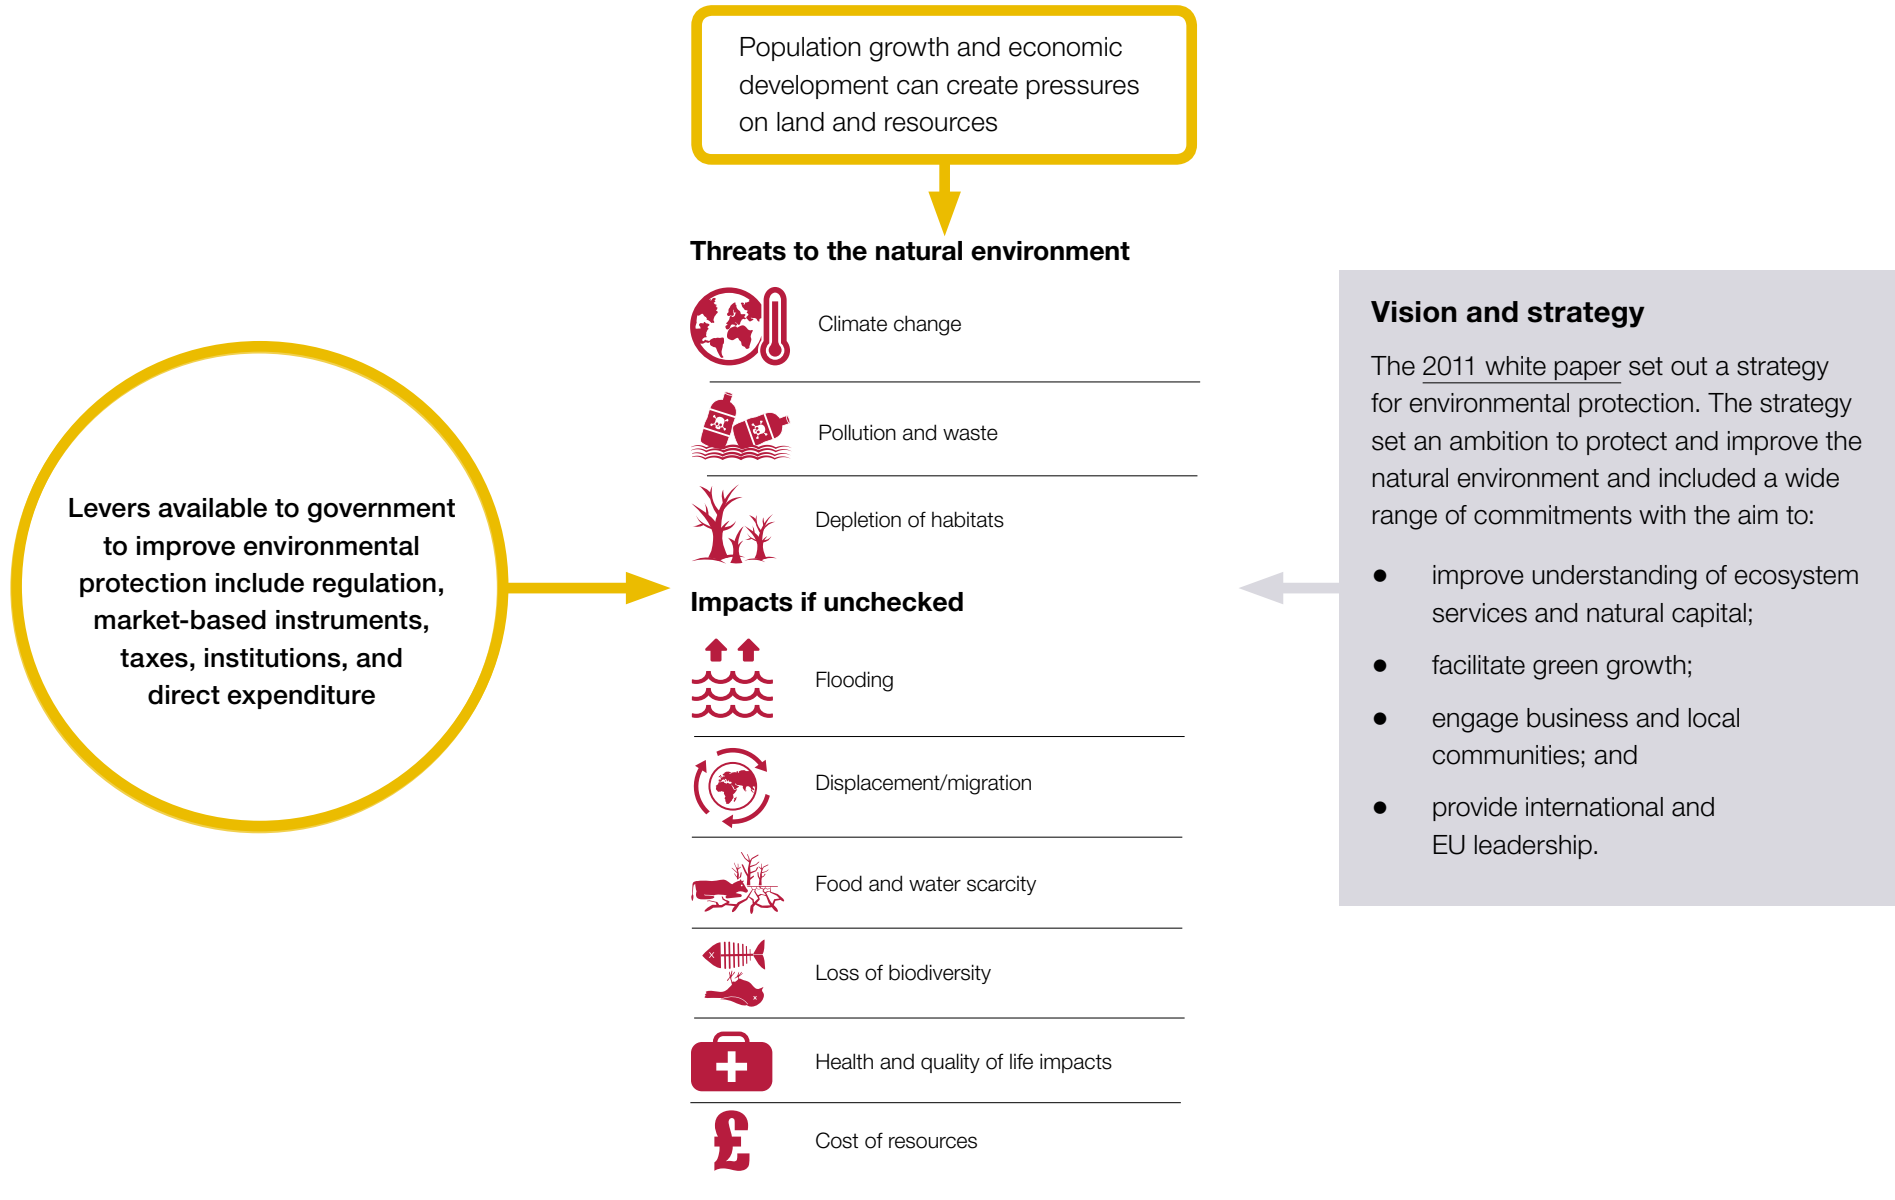 Population growth and economic
development can create pressures
on land and resources
Threats to the natural environment
Climate change
Pollution and waste
Depletion of habitats
Impacts if unchecked
Flooding
Displacement/migration
Food and water scarcity
Loss of biodiversity
Health and quality of life impacts
£
Cost of resources
Levers available to government
to improve environmental
protection include regulation,
market-based instruments,
taxes, institutions, and
direct expenditure
Vision and strategy
The 2011 white paper set out a strategy
for environmental protection. The strategy
set an ambition to protect and improve the
natural environment and included a wide
range of commitments with the aim to:
● improve understanding of ecosystem
services and natural capital;
● facilitate green growth;
● engage business and local
communities; and
● provide international and
EU leadership.